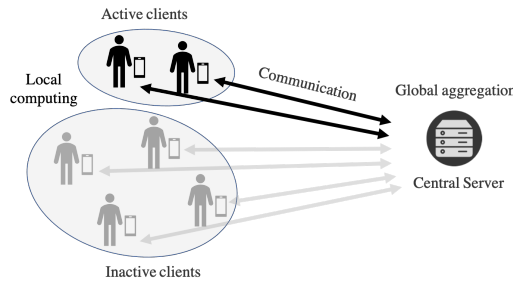 Active clients
Communication
Local
computing
Global aggregation
Central Server
Inactive clients